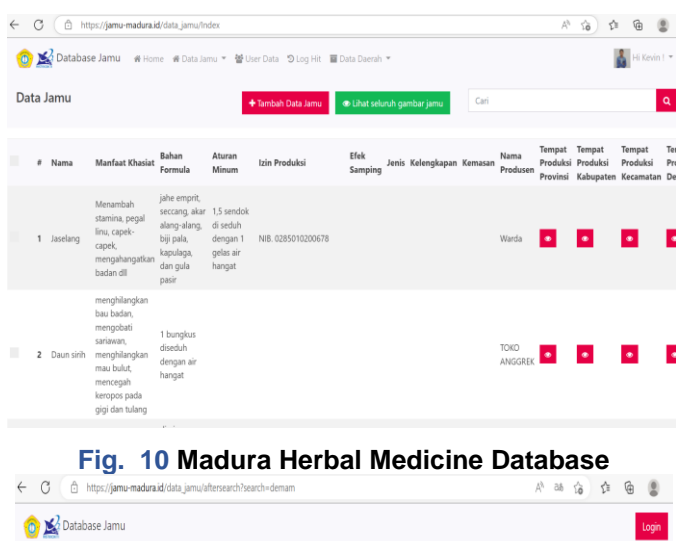 https://jamu-madura.id/data_jamu/Index
Database Jamu Home Data Jamu User Data Log Hit Data Daerah Hi Kevin !
Data Jamu + Tambah Data Jamu Lihat seluruh gambar jamu Cari
# Nama Manfaat Khasiat Bahan Formula Aturan Minum Izin Produksi Efek Samping Jenis Kelengkapan Kemasan Nama Produsen Tempat Produksi Provinsi Tempat Produksi Kabupaten Tempat Produksi Kecamatan
1 Jaselang
Menambah
stamina, pegal
linu, capek-
capek,
mengahangatkan
badan dll
jahe emprit,
seccang, akar
alang-alang,
biji pala,
kapulaga,
dan gula
pasir
1,5 sendok
di seduh
dengan 1
gelas air
hangat
NIB. 0285010200678
Warda
2 Daun sirih
menghilangkan
bau badan,
mengobati
sariawan,
menghilangkan
mau bulut,
mencegah
keropos pada
gigi dan tulang
1 bungkus
diseduh
dengan air
hangat
TOKO
ANGGREK
Fig. 10 Madura Herbal Medicine Database
https://jamu-madura.id/data_jamu/aftersearch?search=demam
Database Jamu Login